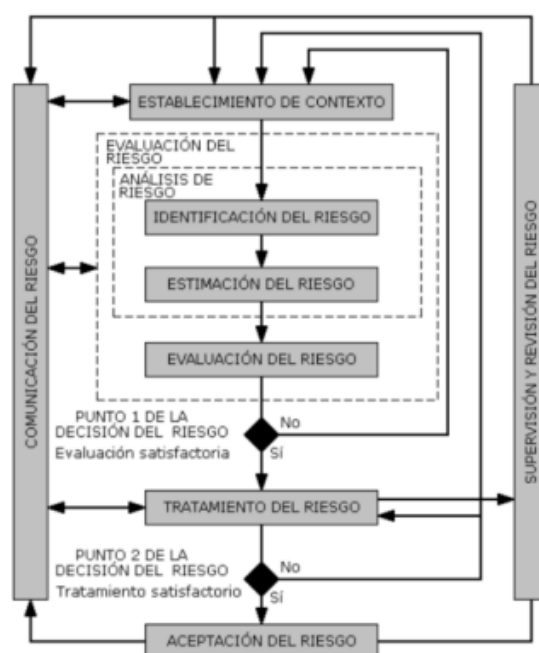 ESTABLECIMIENTO DE CONTEXTO
EVALUACIÓN DEL
RIESGO
ANÁLISIS DE
RIESGO
IDENTIFICACIÓN DEL RIESGO
ESTIMACIÓN DEL RIESGO
EVALUACIÓN DEL RIESGO
COMUNICACIÓN DEL RIESGO
SUPERVISIÓN Y REVISIÓN DEL RIESGO
PUNTO 1 DE LA
DECISIÓN DEL RIESGO
Evaluación satisfactoria
No
Sí
TRATAMIENTO DEL RIESGO
PUNTO 2 DE LA
DECISIÓN DEL RIESGO
Tratamiento satisfactorio
No
Sí
ACEPTACIÓN DEL RIESGO